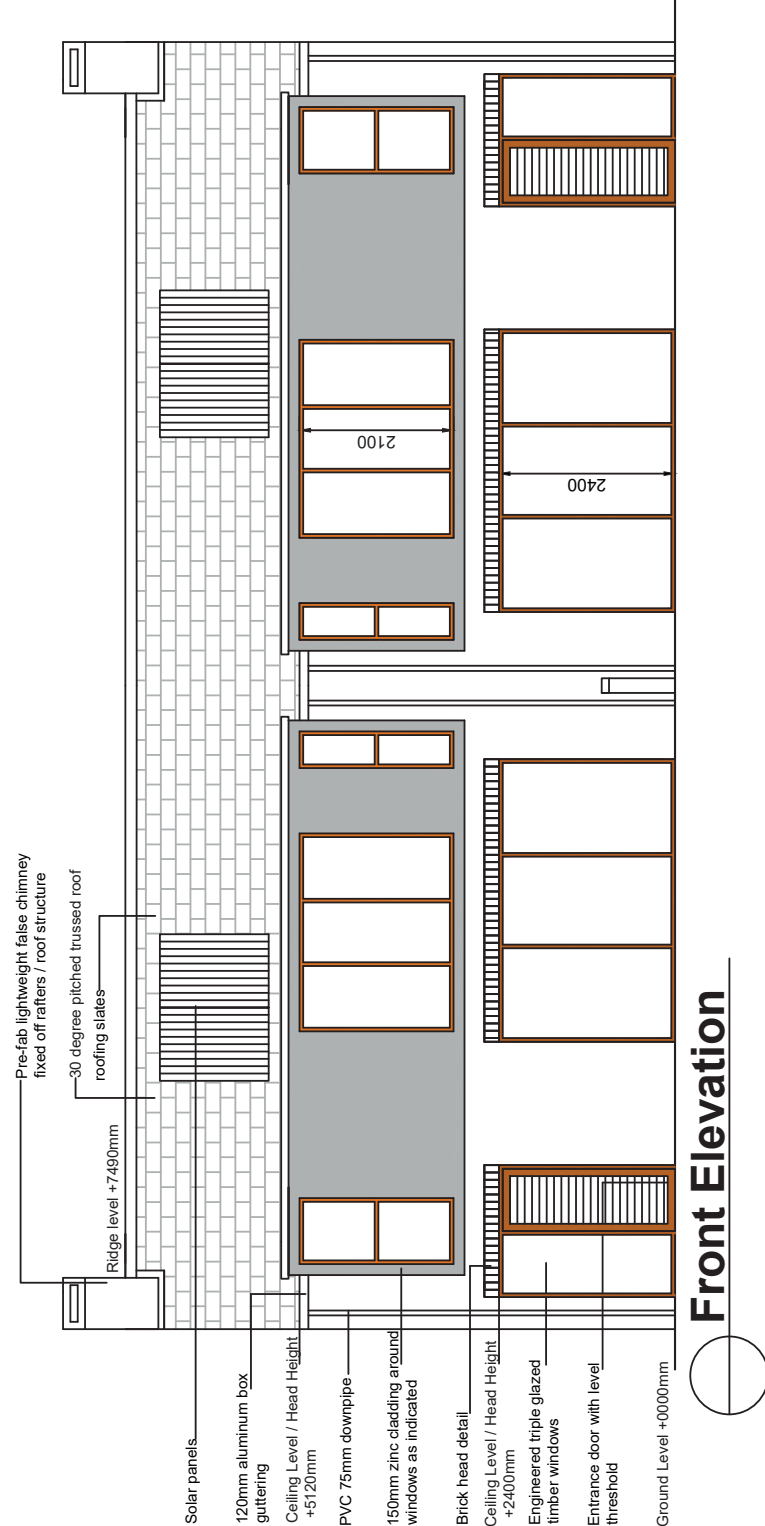 Pre-fab lightweight false chimney
fixed off rafters / roof structure
30 degree pitched trussed roof
roofing slates
Ridge level +7490mm
Solar panels
120mm aluminum box
guttering
Ceiling Level / Head Height
+5120mm
PVC 75mm downpipe
150mm zinc cladding around
windows as indicated
Brick head detail
Ceiling Level / Head Height
+2400mm
Engineered triple glazed
timber windows
Entrance door with level
threshold
Ground Level +0000mm
2100
2400
Front Elevation